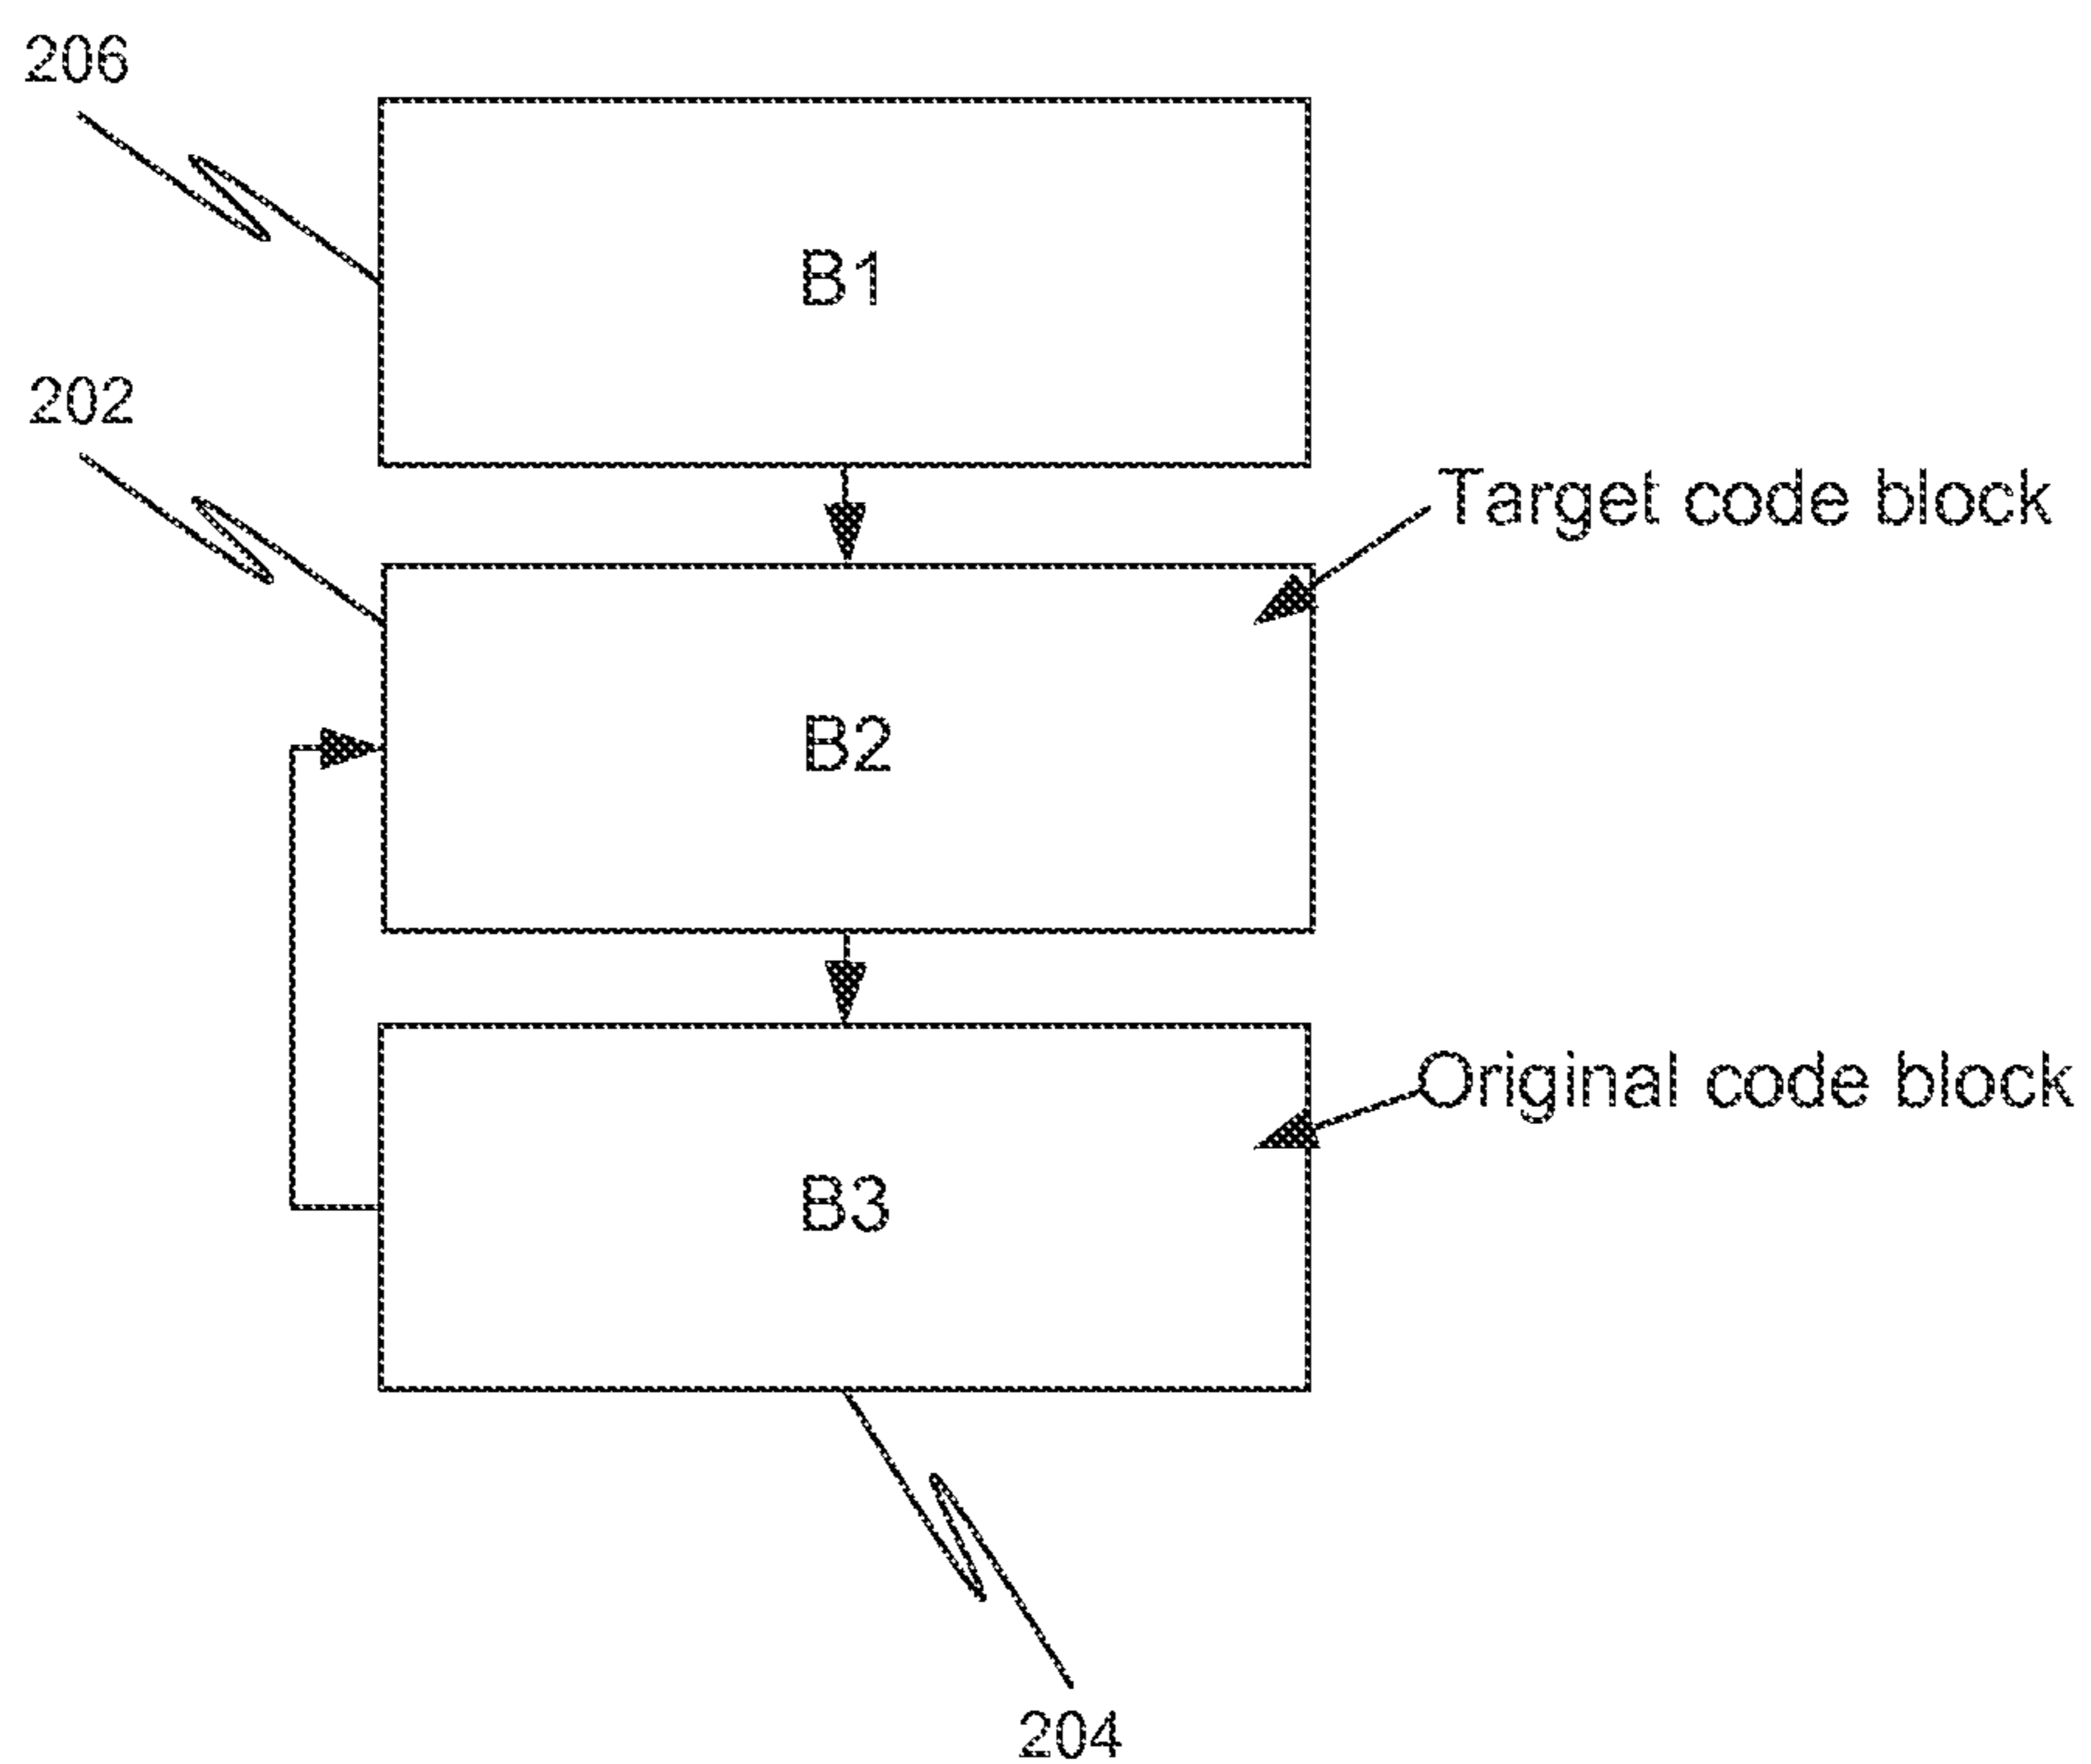 206
B1
202
Target code block
B2
Original code block
B3
204